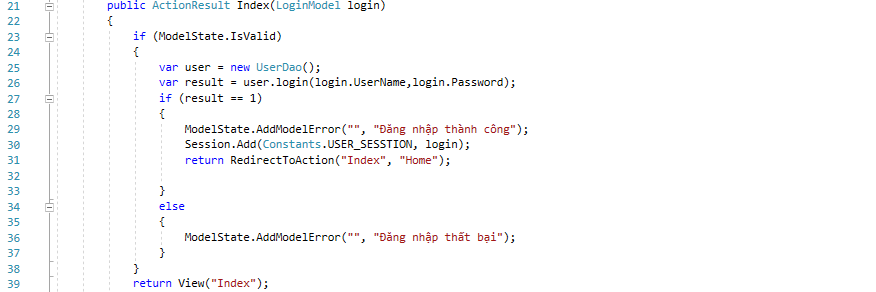 21 public ActionResult Index(LoginModel login)
22 {
23 if (ModelState.IsValid)
24 {
25 var user = new UserDao();
26 var result = user.login(login.UserName,login.Password);
27 if (result == 1)
28 {
29 ModelState.AddModelError("", "Đăng nhập thành công");
30 Session.Add(Constants.USER_SESSTION, login);
31 return RedirectToAction("Index", "Home");
32
33 }
34 else
35 {
36 ModelState.AddModelError("", "Đăng nhập thất bại");
37 }
38 }
39 return View("Index");